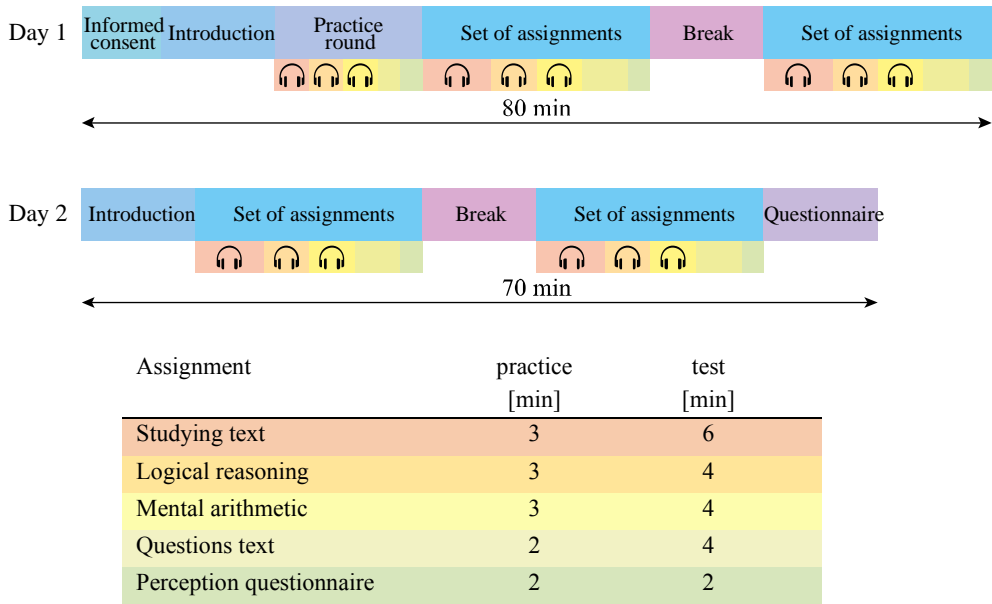 Day 1
Informed consent
Introduction
Practice round
Set of assignments
Break
Set of assignments
80 min
Day 2
Introduction
Set of assignments
Break
Set of assignments
Questionnaire
70 min
Assignment practice test
[min] [min]
Studying text 3 6
Logical reasoning 3 4
Mental arithmetic 3 4
Questions text 2 4
Perception questionnaire 2 2